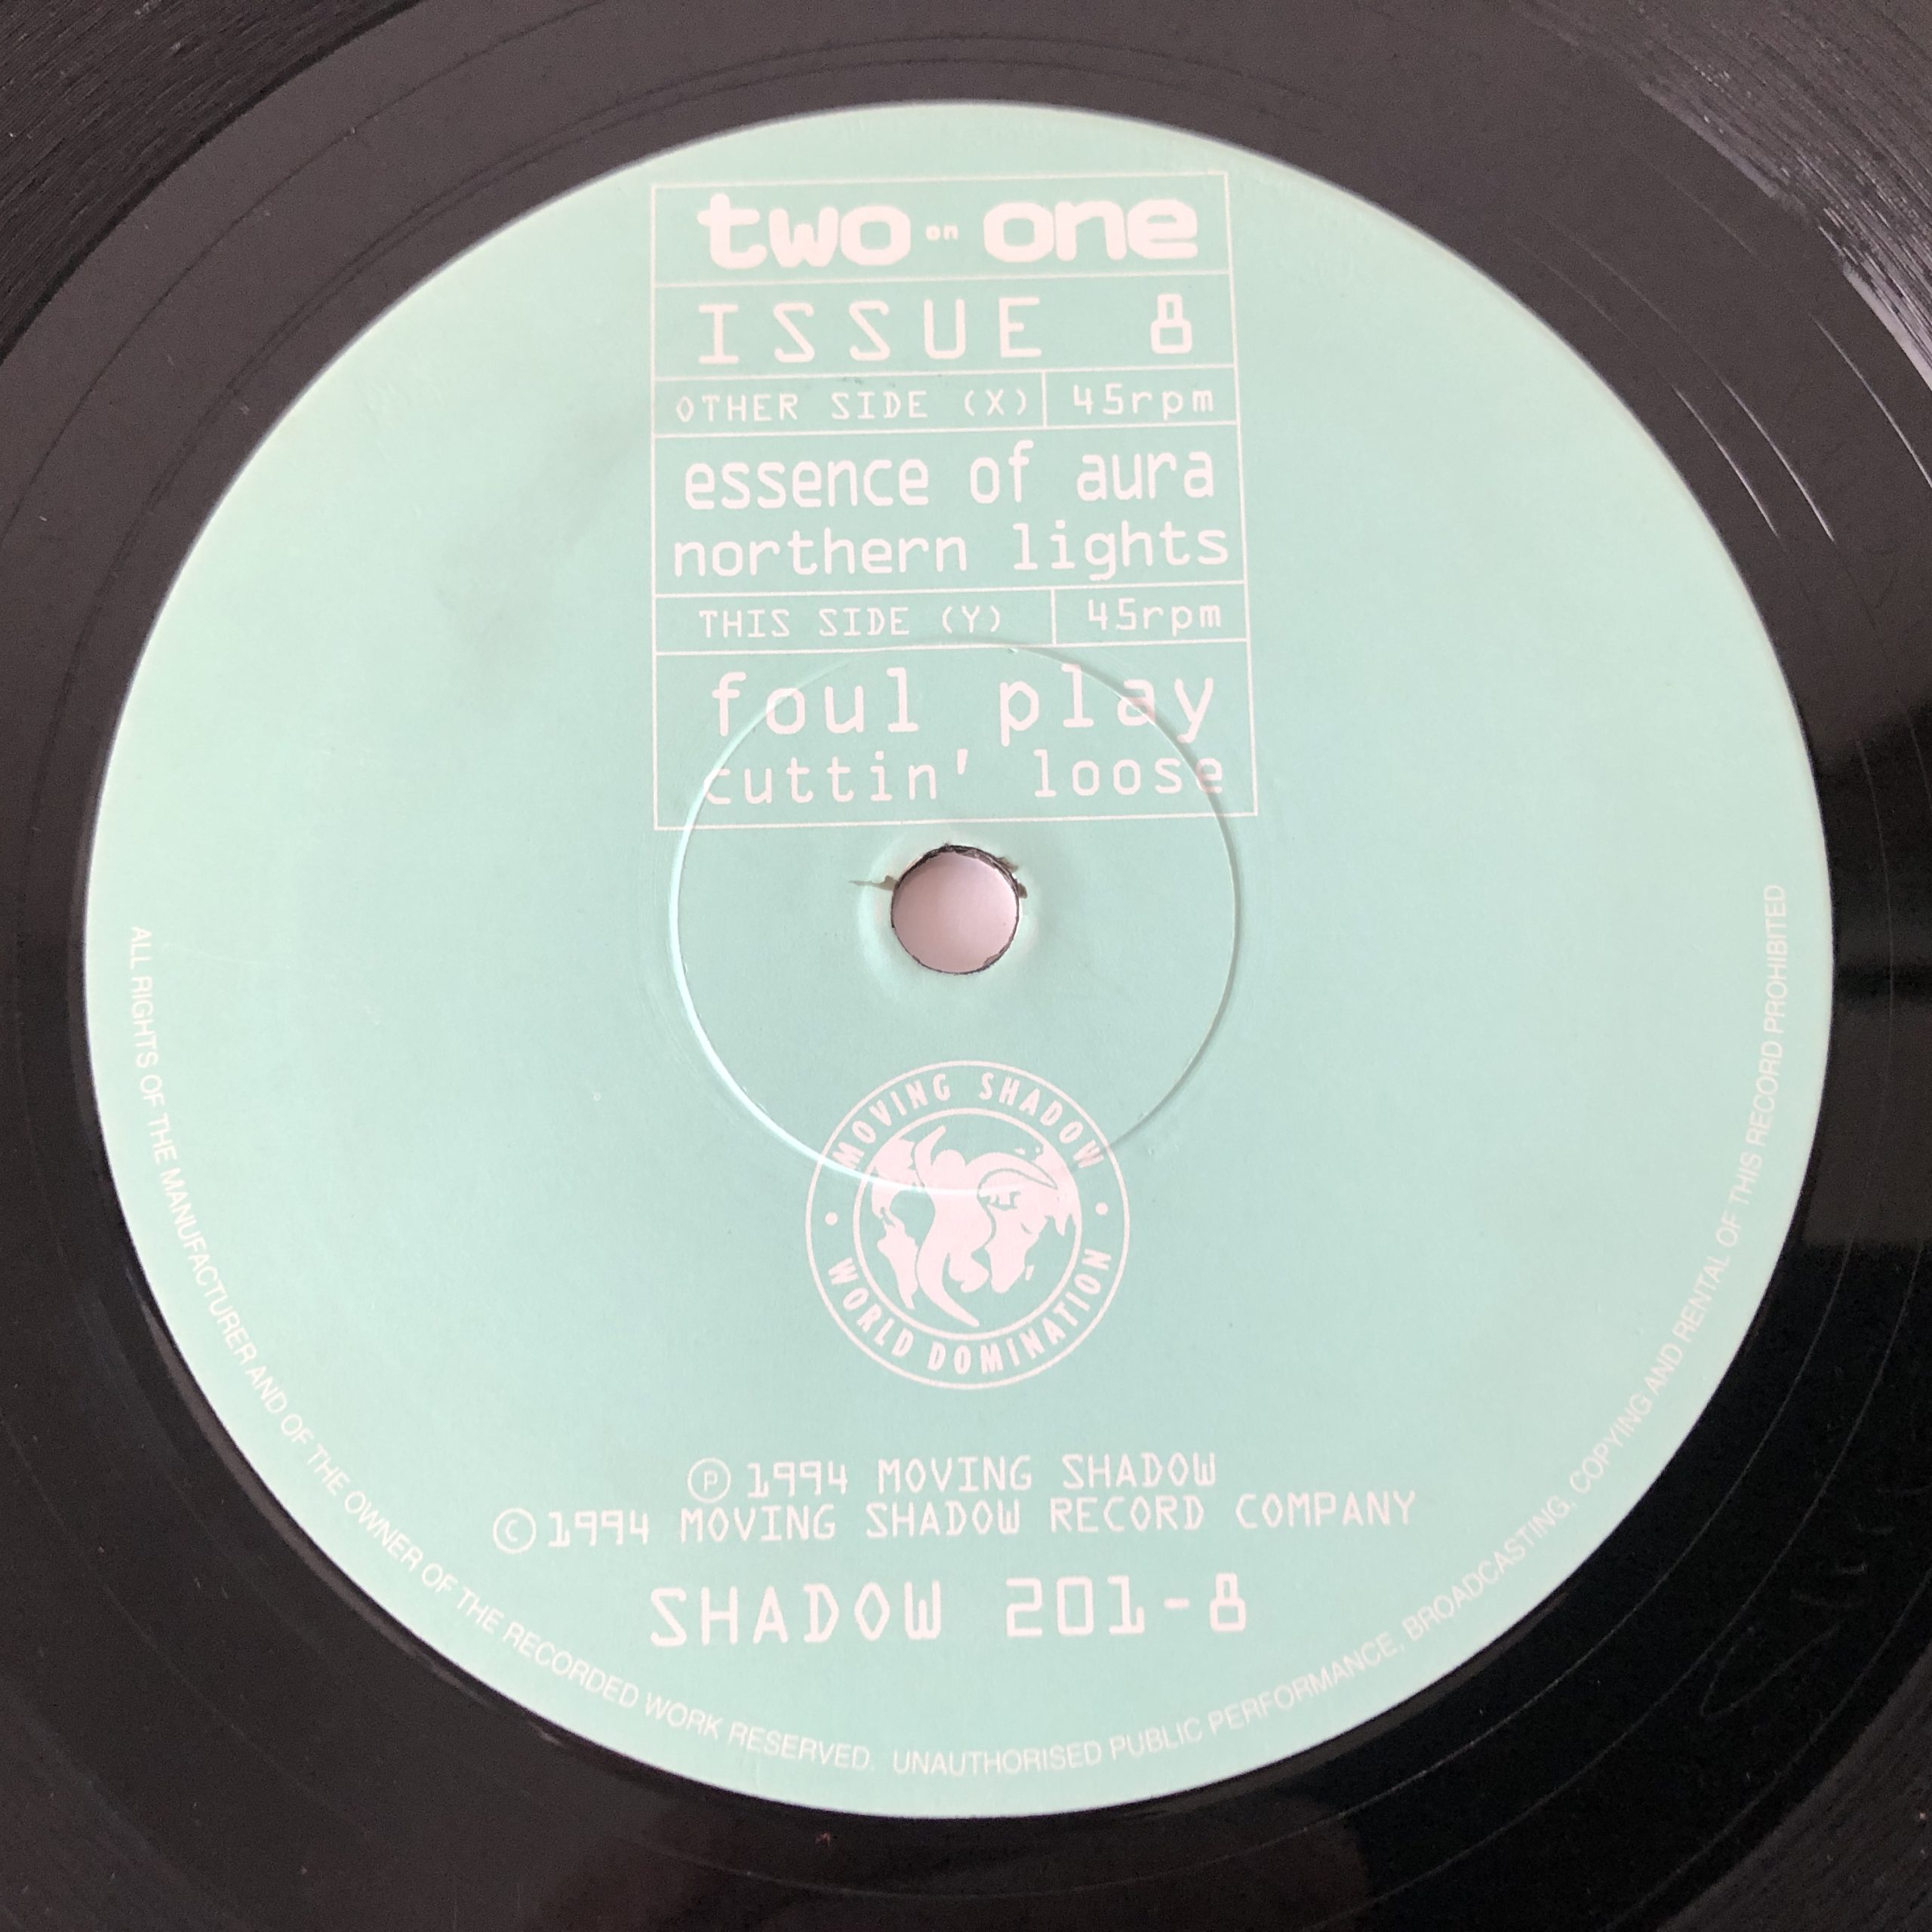 two on one
ISSUE 8
OTHER SIDE (X) 45rpm
essence of aura
northern lights
THIS SIDE (Y) 45rpm
foul play
cuttin' loose
MOVING SHADOW
• WORLD DOMINATION •
Ⓟ 1994 MOVING SHADOW
© 1994 MOVING SHADOW RECORD COMPANY
SHADOW 201-8
ALL RIGHTS OF THE MANUFACTURER AND OF THE OWNER OF THE RECORDED WORK RESERVED. UNAUTHORISED PUBLIC PERFORMANCE, BROADCASTING, COPYING AND RENTAL OF THIS RECORD PROHIBITED